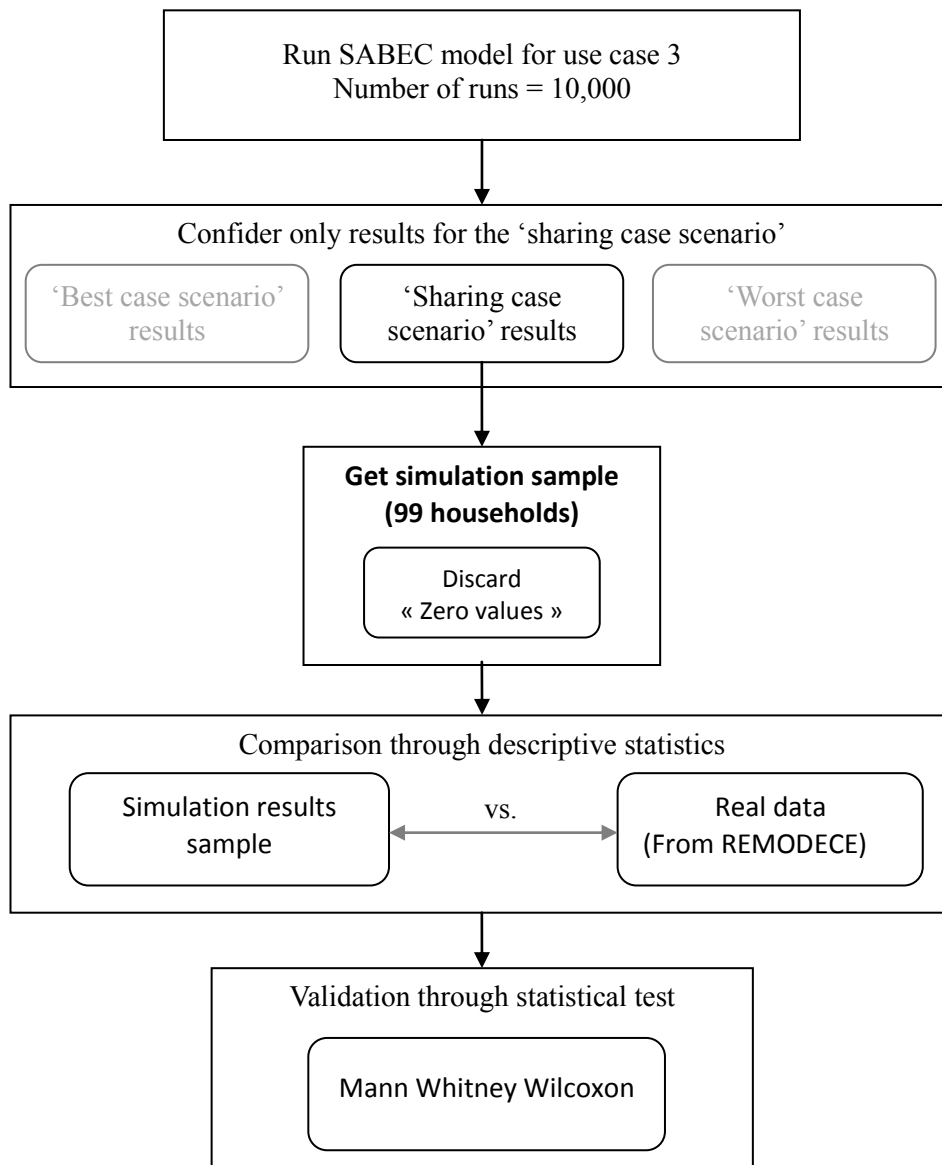 Run SABEC model for use case 3
Number of runs = 10,000
Confider only results for the ‘sharing case scenario’
‘Best case scenario’
results
‘Sharing case
scenario’ results
‘Worst case
scenario’ results
Get simulation sample
(99 households)
Discard
« Zero values »
Comparison through descriptive statistics
Simulation results
sample
vs.
Real data
(From REMODECE)
Validation through statistical test
Mann Whitney Wilcoxon